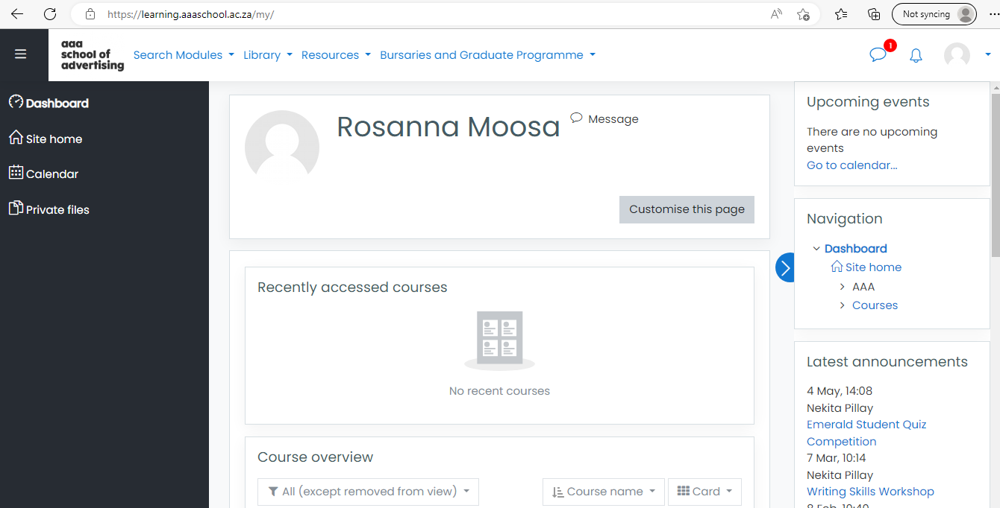 https://learning.aaaschool.ac.za/my/
Not syncing
aaa
school of
advertising
Search Modules
Library
Resources
Bursaries and Graduate Programme
1
Dashboard
Site home
Calendar
Private files
Rosanna Moosa
Message
Customise this page
Recently accessed courses
No recent courses
Course overview
All (except removed from view)
Course name
Card
Upcoming events
There are no upcoming
events
Go to calendar...
Navigation
Dashboard
Site home
AAA
Courses
Latest announcements
4 May, 14:08
Nekita Pillay
Emerald Student Quiz
Competition
7 Mar, 10:14
Nekita Pillay
Writing Skills Workshop